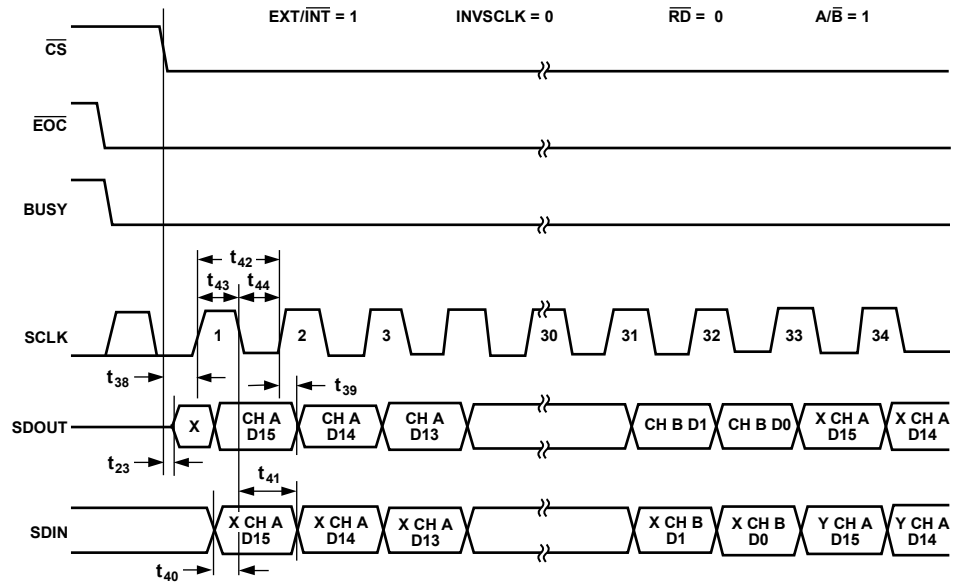 EXT/INT = 1 INVSCLK = 0 RD = 0 A/B = 1
CS
EOC
BUSY
t42
t43 t44
SCLK 1 2 3 30 31 32 33 34
t38 t39
SDOUT X CH A D15 CH A D14 CH A D13 CH B D1 CH B D0 X CH A D15 X CH A D14
t23 t41
SDIN X CH A D15 X CH A D14 X CH A D13 X CH B D1 X CH B D0 Y CH A D15 Y CH A D14
t40